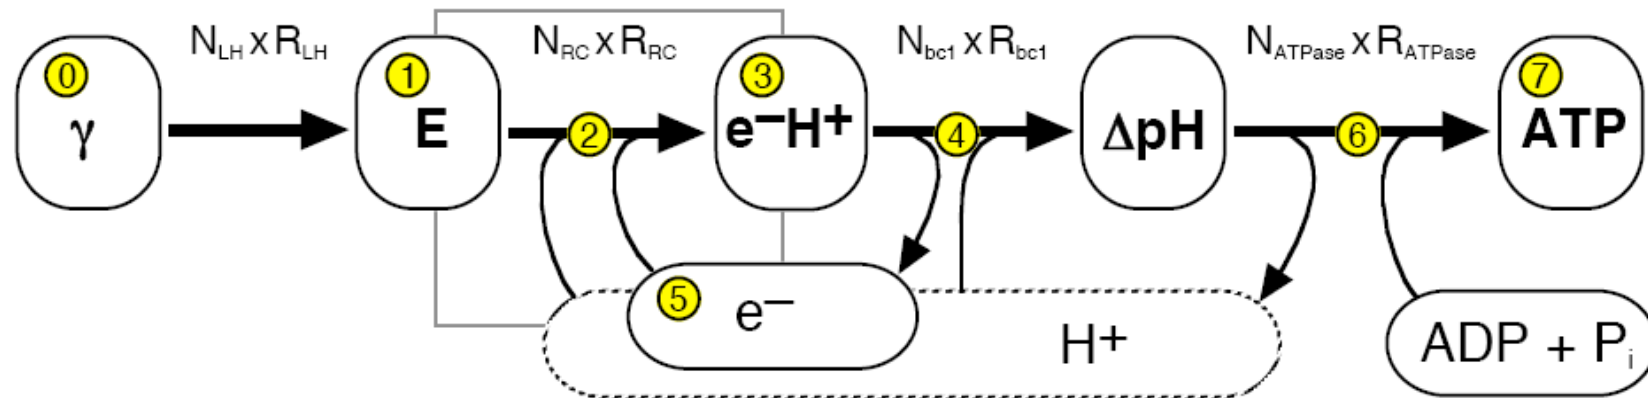 N_LH x R_LH
N_RC x R_RC
N_bc1 x R_bc1
N_ATPase x R_ATPase
0
γ
1
E
2
3
e⁻H⁺
4
ΔpH
6
7
ATP
5
e⁻
H⁺
ADP + P_i